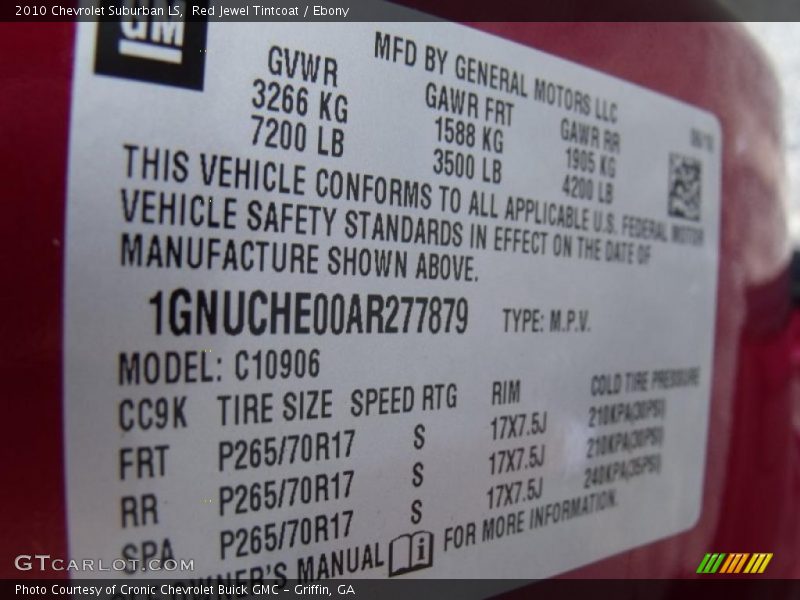 2010 Chevrolet Suburban LS, Red Jewel Tintcoat / Ebony
GM
MFD BY GENERAL MOTORS LLC
GVWR GAWR FRT GAWR RR
3266 KG 1588 KG 1905 KG
7200 LB 3500 LB 4200 LB
THIS VEHICLE CONFORMS TO ALL APPLICABLE U.S. FEDERAL MOTOR
VEHICLE SAFETY STANDARDS IN EFFECT ON THE DATE OF
MANUFACTURE SHOWN ABOVE.
1GNUCHE00AR277879 TYPE: M.P.V.
MODEL: C10906
CC9K TIRE SIZE SPEED RTG RIM COLD TIRE PRESSURE
FRT P265/70R17 S 17X7.5J 210KPA(30PSI)
RR P265/70R17 S 17X7.5J 210KPA(30PSI)
SPA P265/70R17 S 17X7.5J 240KPA(35PSI)
OWNER'S MANUAL FOR MORE INFORMATION.
GTCARLOT.COM
Photo Courtesy of Cronic Chevrolet Buick GMC - Griffin, GA